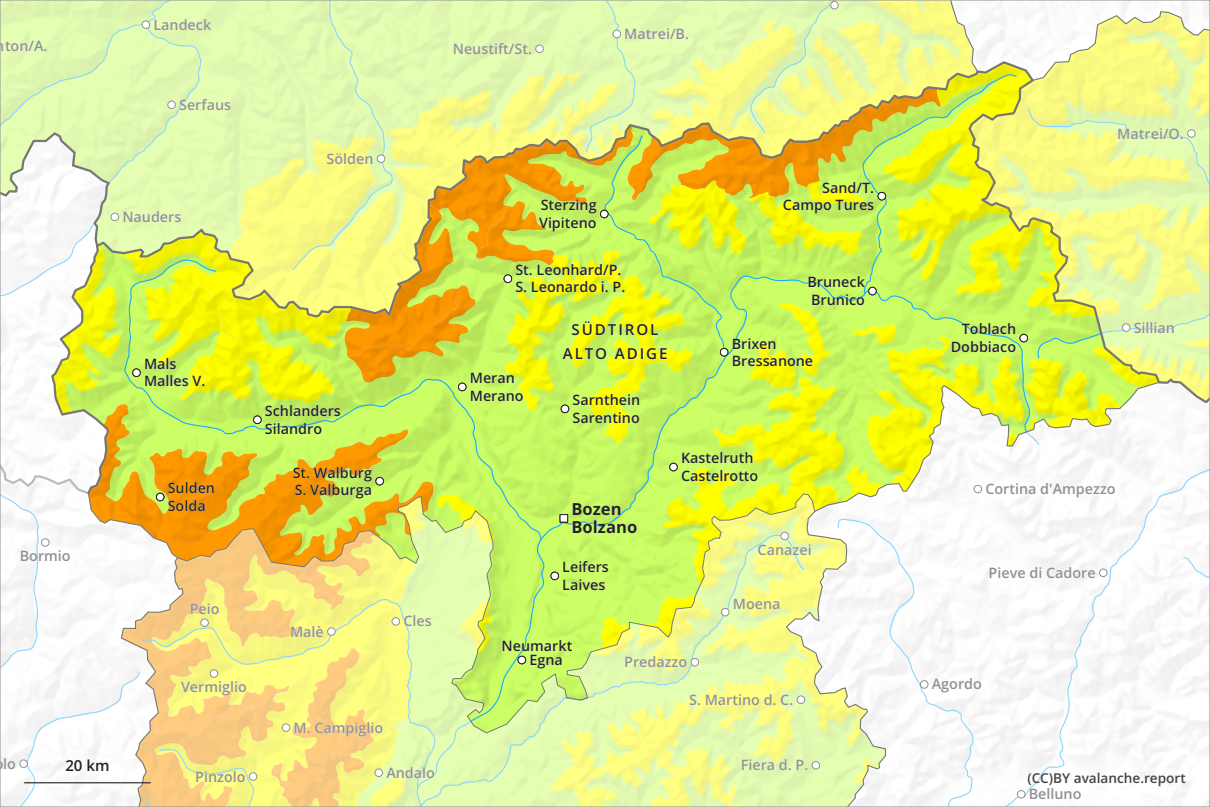 Landeck
nton/A.
Neustift/St.
Matrei/B.
Serfaus
Matrei/O.
Sölden
Nauders
Sand/T.
Campo Tures
Sterzing
Vipiteno
St. Leonhard/P.
S. Leonardo i. P.
Bruneck
Brunico
SÜDTIROL
ALTO ADIGE
Toblach
Dobbiaco
Sillian
Brixen
Bressanone
Mals
Malles V.
Meran
Merano
Schlanders
Silandro
Sarnthein
Sarentino
Kastelruth
Castelrotto
St. Walburg
S. Valburga
Sulden
Solda
Cortina d'Ampezzo
Bozen
Bolzano
Bormio
Canazei
Leifers
Laives
Pieve di Cadore
Peio
Moena
Malè
Cles
Neumarkt
Egna
Predazzo
Vermiglio
Agordo
S. Martino d. C.
M. Campiglio
olo
20 km
Pinzolo
Andalo
Fiera d. P.
(CC)BY avalanche.report
Belluno